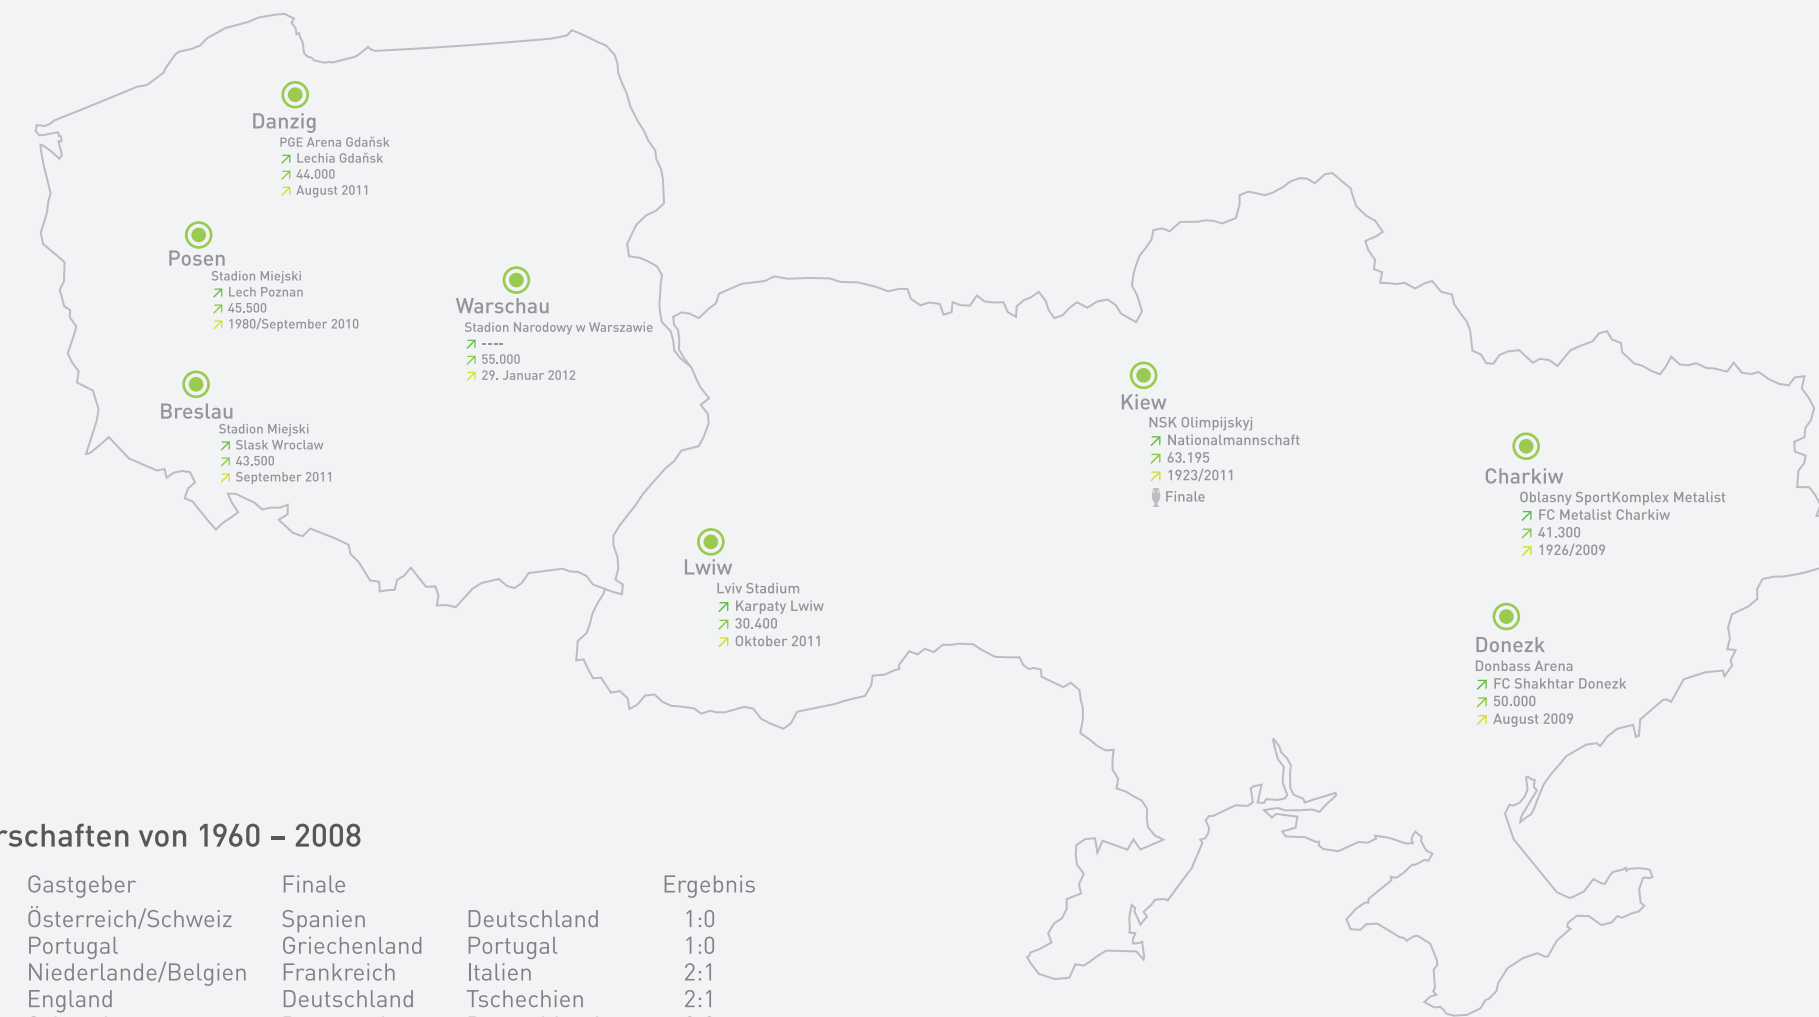 Danzig
PGE Arena Gdaňsk
Lechia Gdaňsk
44.000
August 2011
Posen
Stadion Miejski
Lech Poznan
45.500
1980/September 2010
Warschau
Stadion Narodowy w Warszawie
----
55.000
29. Januar 2012
Breslau
Stadion Miejski
Slask Wroclaw
43.500
September 2011
Kiew
NSK Olimpijskyj
Nationalmannschaft
63.195
1923/2011
Finale
Charkiw
Oblasny SportKomplex Metalist
FC Metalist Charkiw
41.300
1926/2009
Lwiw
Lviv Stadium
Karpaty Lwiw
30.400
Oktober 2011
Donezk
Donbass Arena
FC Shakhtar Donezk
50.000
August 2009
rschaften von 1960 – 2008
Gastgeber Finale Ergebnis
Österreich/Schweiz Spanien Deutschland 1:0
Portugal Griechenland Portugal 1:0
Niederlande/Belgien Frankreich Italien 2:1
England Deutschland Tschechien 2:1